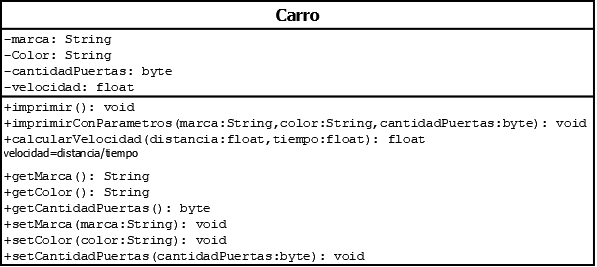 Carro
-marca: String
-Color: String
-cantidadPuertas: byte
-velocidad: float
+imprimir(): void
+imprimirConParametros(marca:String,color:String,cantidadPuertas:byte): void
+calcularVelocidad(distancia:float,tiempo:float): float
velocidad=distancia/tiempo
+getMarca(): String
+getColor(): String
+getCantidadPuertas(): byte
+setMarca(marca:String): void
+setColor(color:String): void
+setCantidadPuertas(cantidadPuertas:byte): void